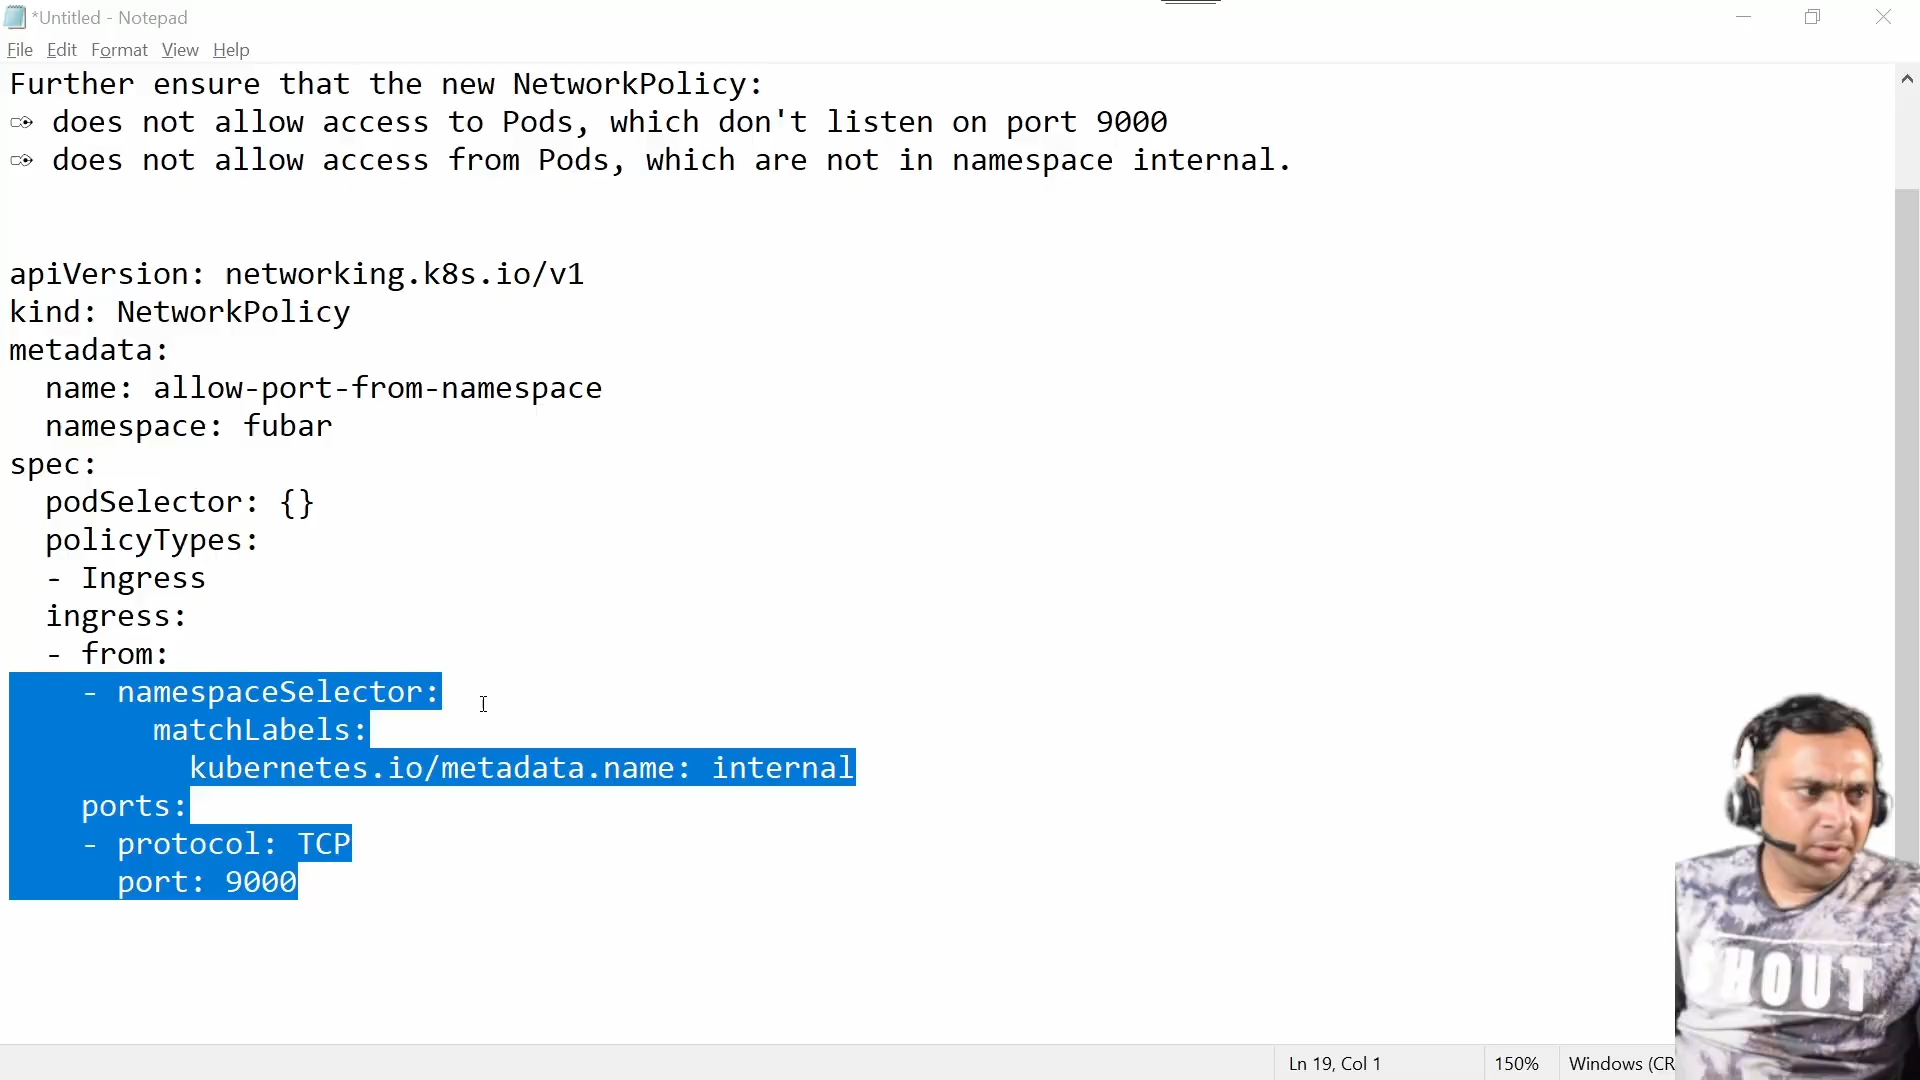 *Untitled - Notepad
File Edit Format View Help
Further ensure that the new NetworkPolicy:
does not allow access to Pods, which don't listen on port 9000
does not allow access from Pods, which are not in namespace internal.
apiVersion: networking.k8s.io/v1
kind: NetworkPolicy
metadata:
  name: allow-port-from-namespace
  namespace: fubar
spec:
  podSelector: {}
  policyTypes:
  - Ingress
  ingress:
  - from:
    - namespaceSelector:
        matchLabels:
          kubernetes.io/metadata.name: internal
    ports:
    - protocol: TCP
      port: 9000
HOUT
Ln 19, Col 1 150% Windows (CR